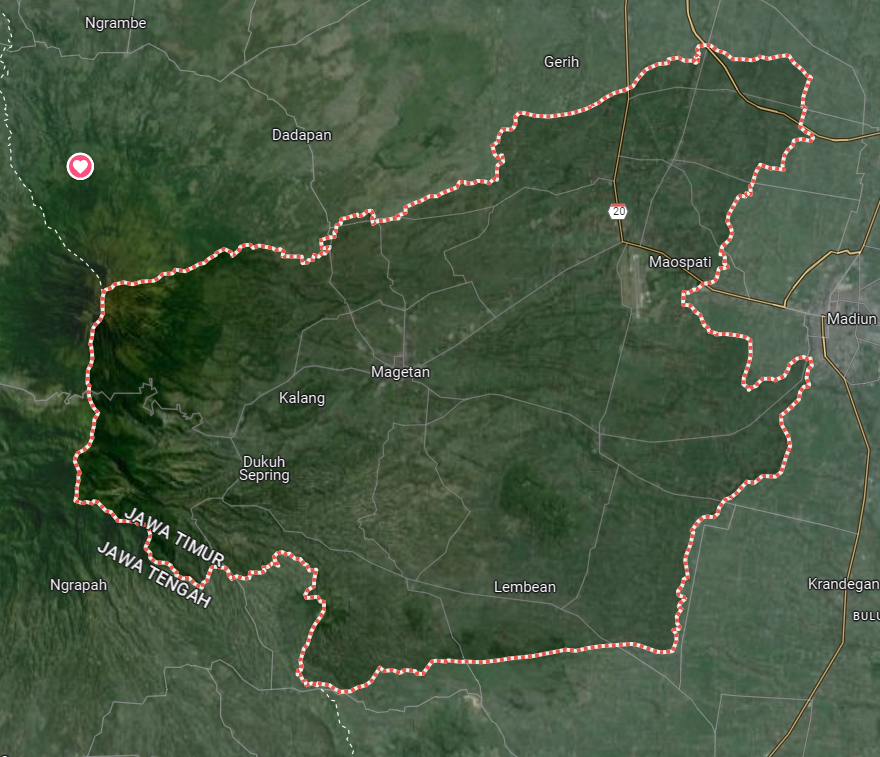 Ngrambe
Gerih
Dadapan
20
Maospati
Madiun
Magetan
Kalang
Dukuh
Sepring
JAWA TIMUR
JAWA TENGAH
Ngrapah
Lembean
Krandegan
BULU